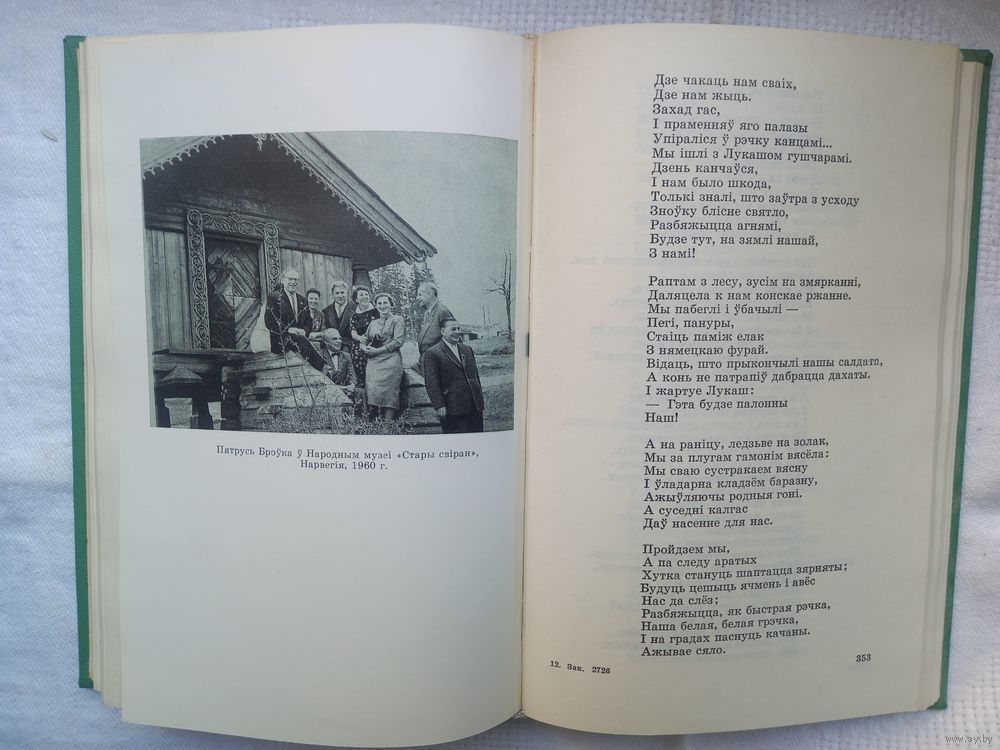 Пятрусь Броўка ў Народным музеі «Стары свіран»,
Нарвегія, 1960 г.
Дзе чакаць нам сваіх,
Дзе нам жыць.
Захад гас,
І праменняў яго палазы
Упіраліся ў рэчку канцамі...
Мы ішлі з Лукашом гушчарамі.
Дзень канчаўся,
І нам было шкода,
Толькі зналі, што заўтра з усходу
Зноўку блісне святло,
Разбяжыцца агнямі,
Будзе тут, на зямлі нашай,
З намі!
Раптам з лесу, зусім на змярканні,
Даляцела к нам конскае ржанне.
Мы пабеглі і ўбачылі —
Пегі, пануры,
Стаіць паміж елак
З нямецкаю фурай.
Відаць, што прыкончылі нашы салдата,
А конь не патрапіў дабрацца дахаты.
І жартуе Лукаш:
— Гэта будзе палонны
Наш!
А на раніцу, ледзьве на золак,
Мы за плугам гамонім вясёла:
Мы сваю сустракаем вясну
І ўладарна кладзём баразну,
Ажыўляючы родныя гоні.
А суседні калгас
Даў насенне для нас.
Пройдзем мы,
А па следу аратых
Хутка стануць шаптацца зярняты;
Будуць цешыць ячмень і авёс
Нас да слёз;
Разбяжыцца, як быстрая рэчка,
Наша белая, белая грэчка,
І на градах паснуць качаны.
Ажывае сяло.
12. Зак. 2726
353
www.ay.by